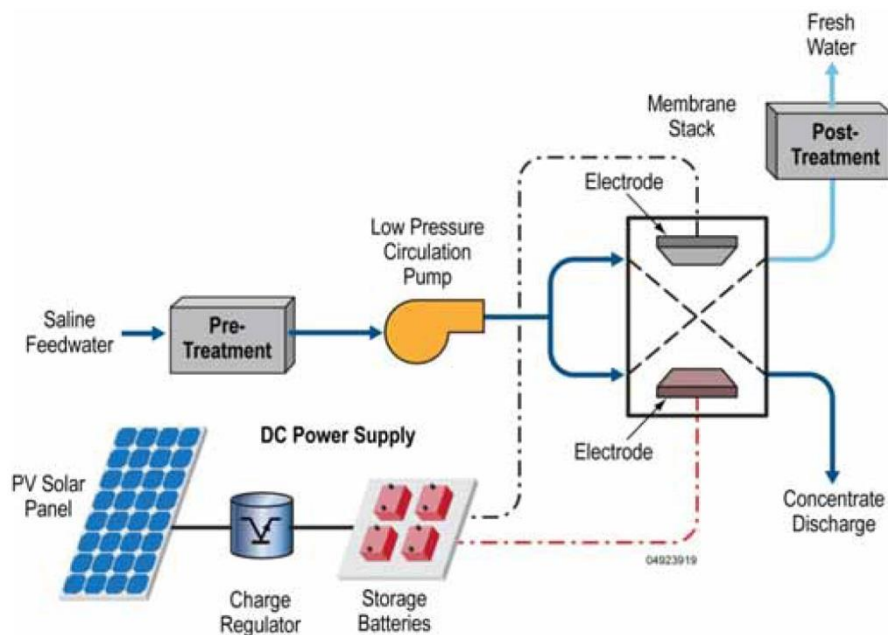 Fresh
Water
Membrane
Stack
Post-
Treatment
Electrode
Low Pressure
Circulation
Pump
Saline
Feedwater
Pre-
Treatment
Electrode
DC Power Supply
PV Solar
Panel
Concentrate
Discharge
04923919
Charge
Regulator
Storage
Batteries